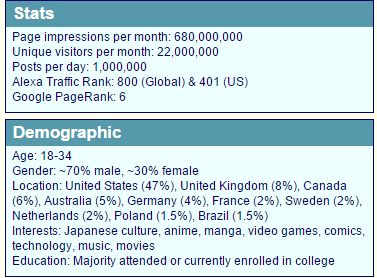 Stats
Page impressions per month: 680,000,000
Unique visitors per month: 22,000,000
Posts per day: 1,000,000
Alexa Traffic Rank: 800 (Global) & 401 (US)
Google PageRank: 6
Demographic
Age: 18-34
Gender: ~70% male, ~30% female
Location: United States (47%), United Kingdom (8%), Canada
(6%), Australia (5%), Germany (4%), France (2%), Sweden (2%),
Netherlands (2%), Poland (1.5%), Brazil (1.5%)
Interests: Japanese culture, anime, manga, video games, comics,
technology, music, movies
Education: Majority attended or currently enrolled in college